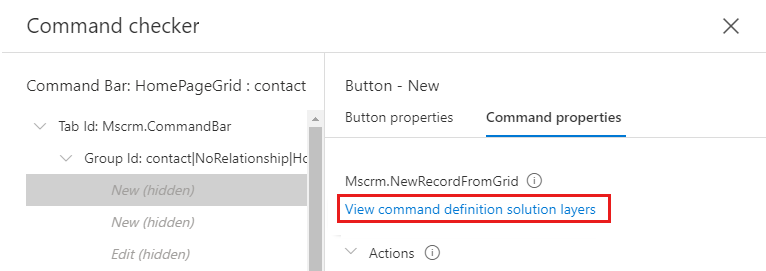 Command checker
Command Bar: HomePageGrid : contact
Tab Id: Mscrm.CommandBar
Group Id: contact|NoRelationship|Ho
New (hidden)
New (hidden)
Edit (hidden)
Button - New
Button properties
Command properties
Mscrm.NewRecordFromGrid
View command definition solution layers
Actions